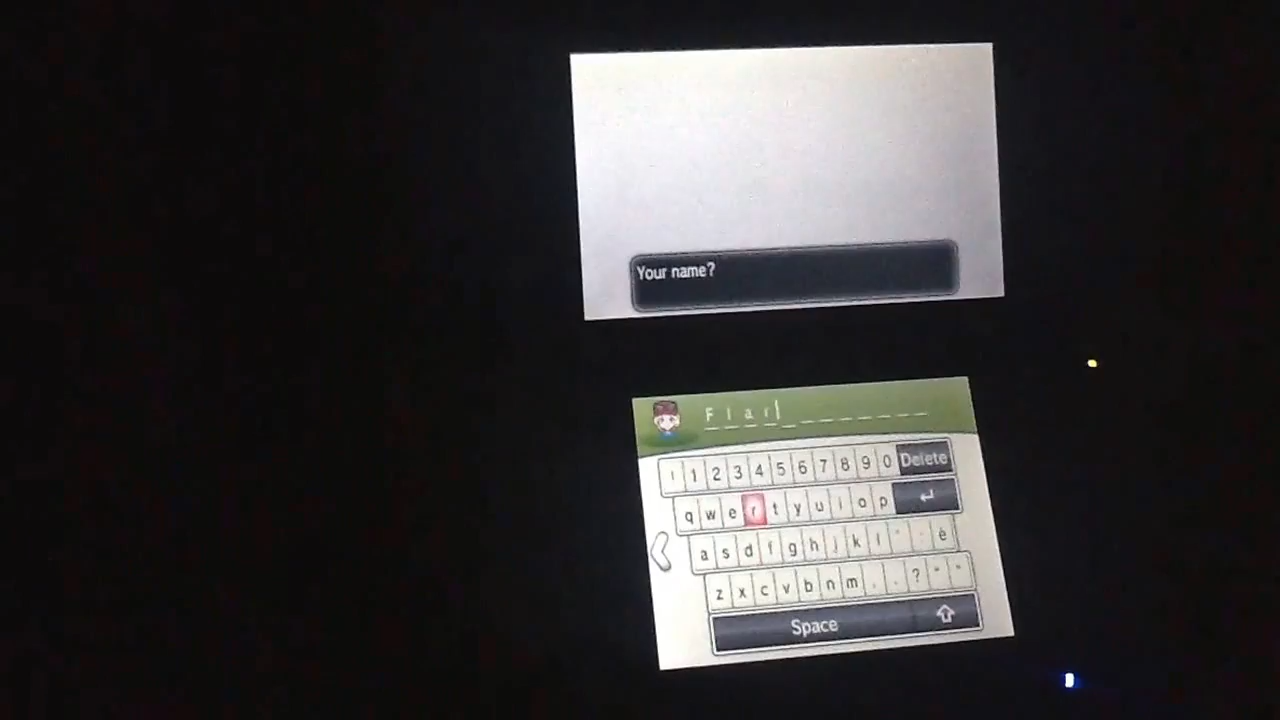 Your name?
Flar
1 2 3 4 5 6 7 8 9 0 Delete
q w e r t y u i o p
a s d f g h j k l é
z x c v b n m ?
Space